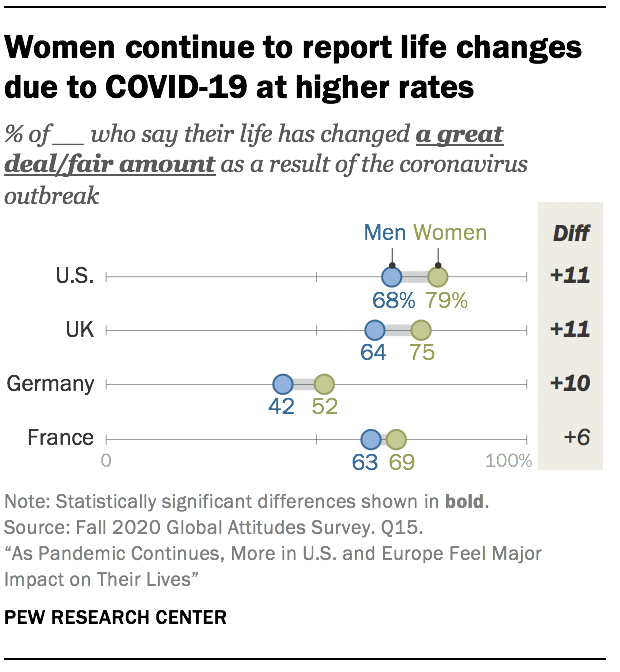 Women continue to report life changes
due to COVID-19 at higher rates
% of __ who say their life has changed a great
deal/fair amount as a result of the coronavirus
outbreak
Men Women Diff
U.S. +11
68% 79%
UK +11
64 75
Germany +10
42 52
France +6
0 63 69 100%
Note: Statistically significant differences shown in bold.
Source: Fall 2020 Global Attitudes Survey. Q15.
“As Pandemic Continues, More in U.S. and Europe Feel Major
Impact on Their Lives”
PEW RESEARCH CENTER